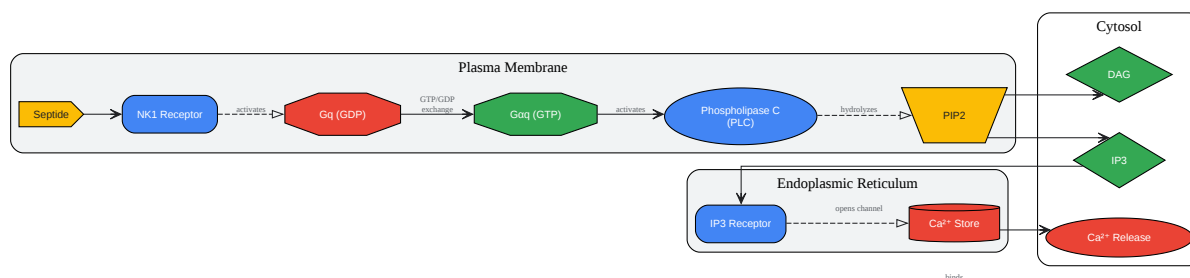 Cytosol
Plasma Membrane
DAG
Septide
NK1 Receptor
activates
Gq (GDP)
GTP/GDP
exchange
Gαq (GTP)
activates
Phospholipase C
(PLC)
hydrolyzes
PIP2
IP3
Endoplasmic Reticulum
IP3 Receptor
opens channel
Ca²⁺ Store
Ca²⁺ Release
binds